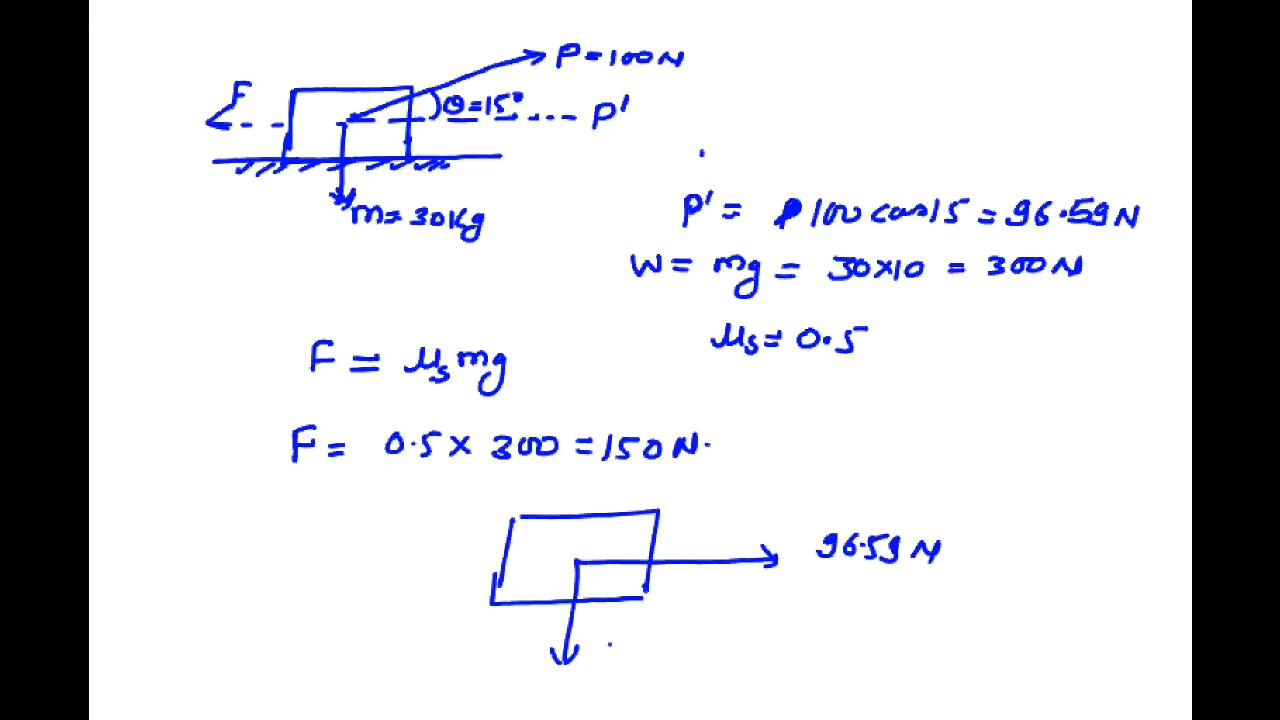 P=100N
F
θ=15°
P'
m=30Kg
P' = 100 cos15 = 96.59N
W = mg = 30×10 = 300N
μs = 0.5
F = μs mg
F = 0.5 × 300 = 150N.
96.59N